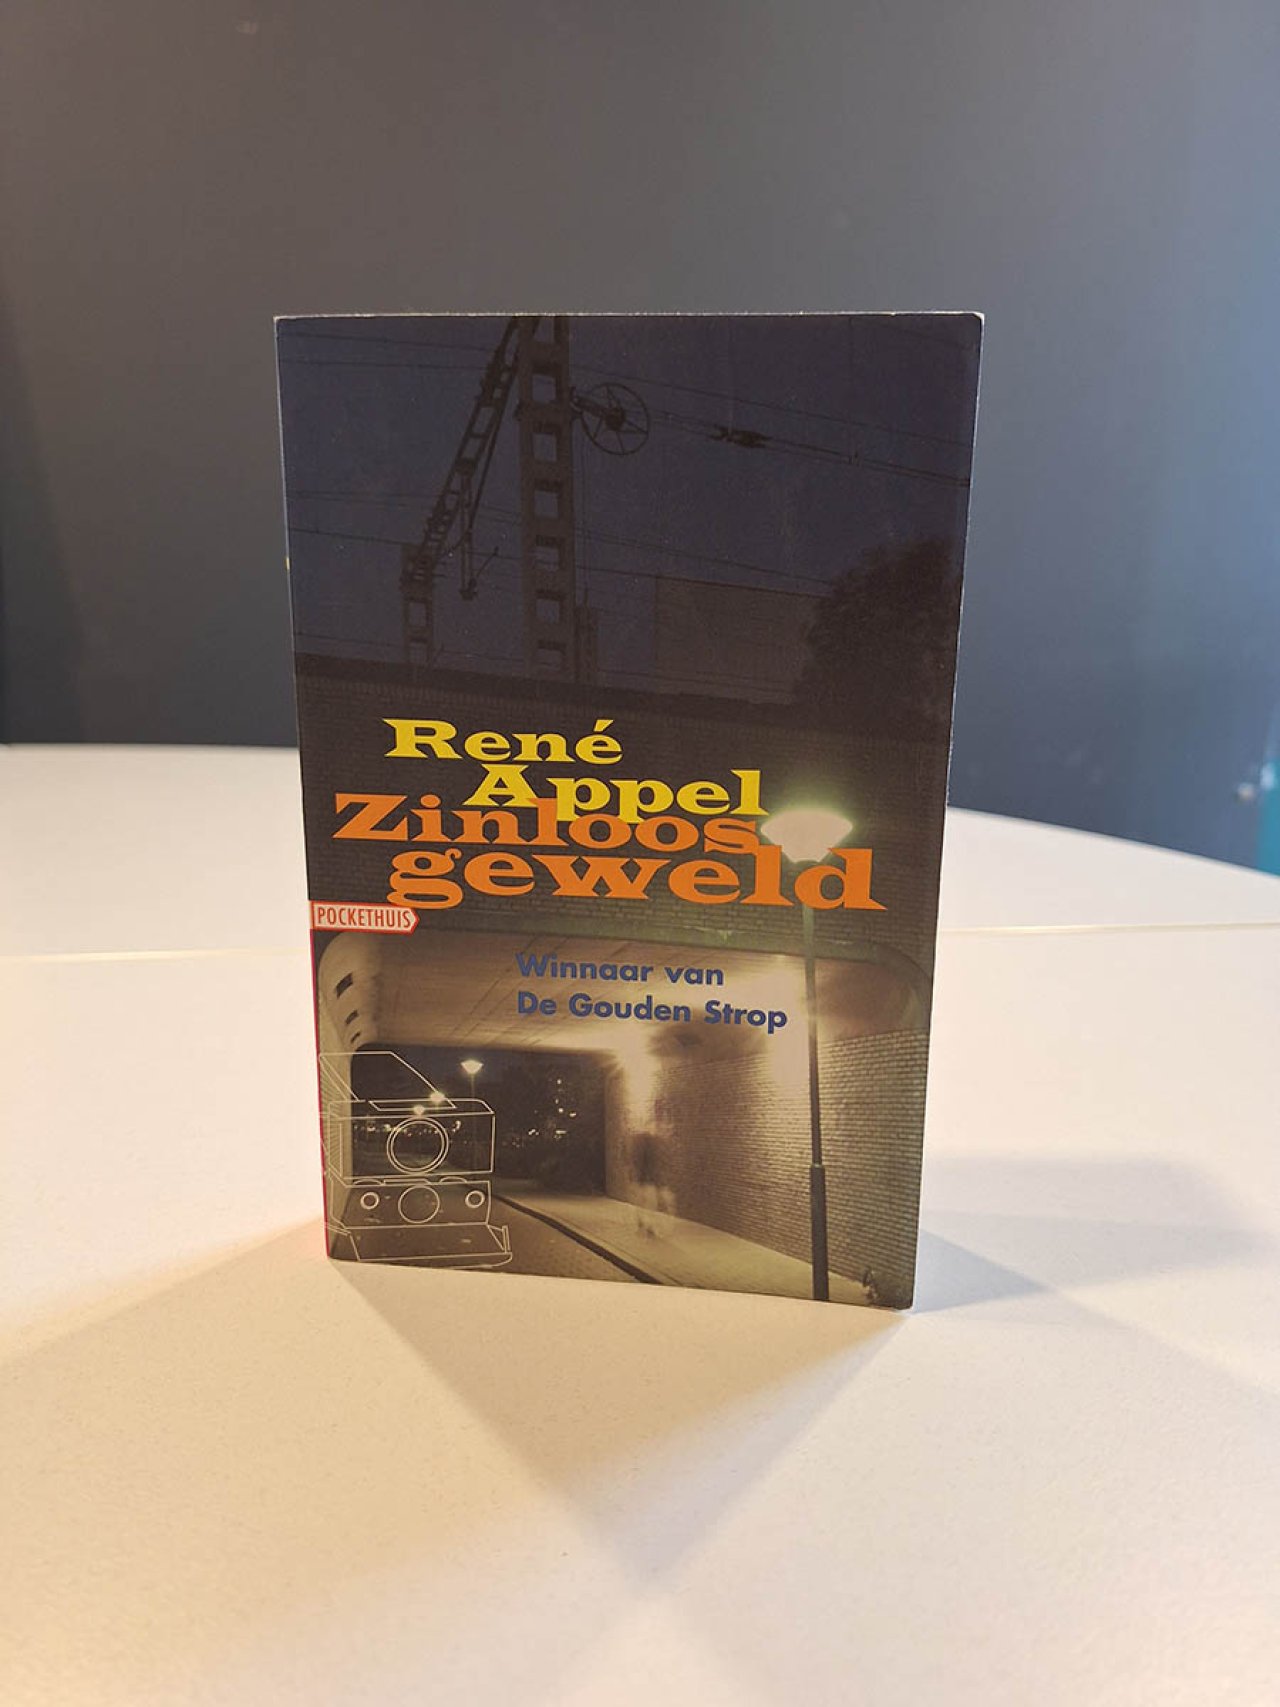 René
Appel
Zinloos
geweld
POCKETHUIS
Winnaar van
De Gouden Strop